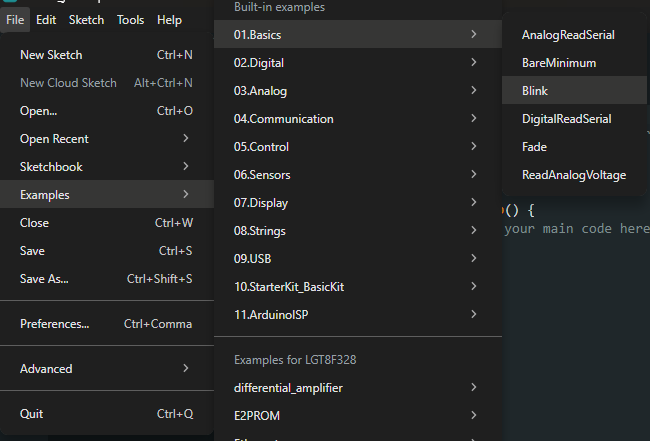 File Edit Sketch Tools Help
New Sketch Ctrl+N
New Cloud Sketch Alt+Ctrl+N
Open... Ctrl+O
Open Recent
Sketchbook
Examples
Close Ctrl+W
Save Ctrl+S
Save As... Ctrl+Shift+S
Preferences... Ctrl+Comma
Advanced
Quit Ctrl+Q
Built-in examples
01.Basics
02.Digital
03.Analog
04.Communication
05.Control
06.Sensors
07.Display
08.Strings
09.USB
10.StarterKit_BasicKit
11.ArduinoISP
Examples for LGT8F328
differential_amplifier
E2PROM
AnalogReadSerial
BareMinimum
Blink
DigitalReadSerial
Fade
ReadAnalogVoltage
() {
your main code here